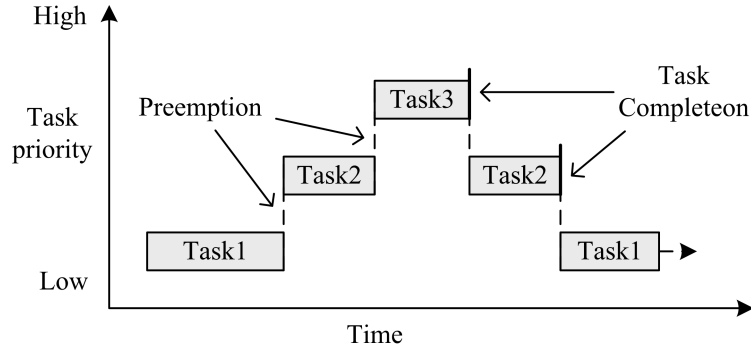 High
Task
priority
Low
Preemption
Task3
Task
Completeon
Task2
Task2
Task1
Task1
Time